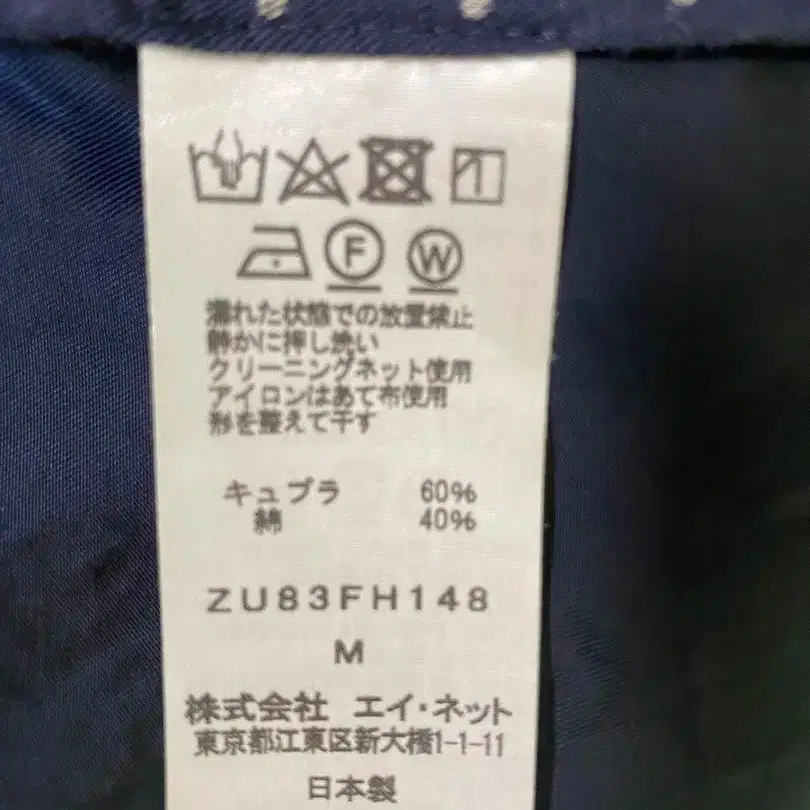 F W
濡れた状態での放置禁止
静かに押し洗い
クリーニングネット使用
アイロンはあて布使用
形を整えて干す
キュプラ 60%
綿 40%
ZU83FH148
M
株式会社 エイ・ネット
東京都江東区新大橋1-1-11
日本製